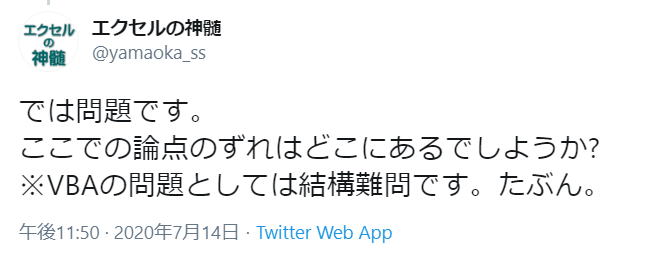 エクセル
の
神髄
エクセルの神髄
@yamaoka_ss
では問題です。
ここでの論点のずれはどこにあるでしようか?
※VBAの問題としては結構難問です。たぶん。
午後11:50 · 2020年7月14日 · Twitter Web App